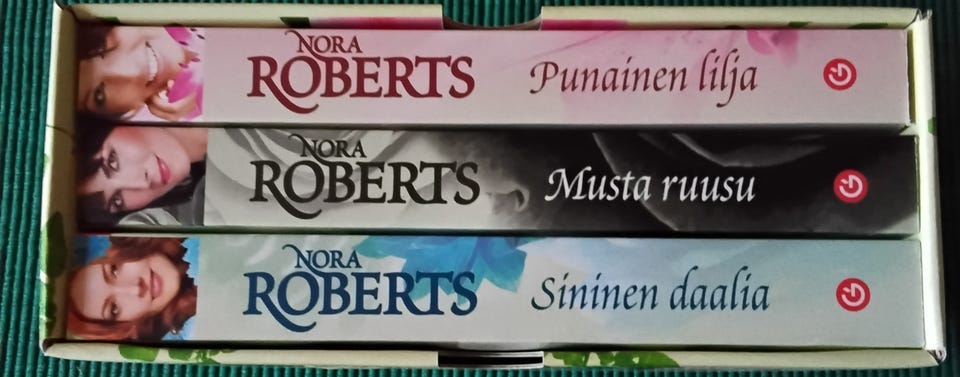 NORA
ROBERTS
Punainen lilja
NORA
ROBERTS
Musta ruusu
NORA
ROBERTS
Sininen daalia